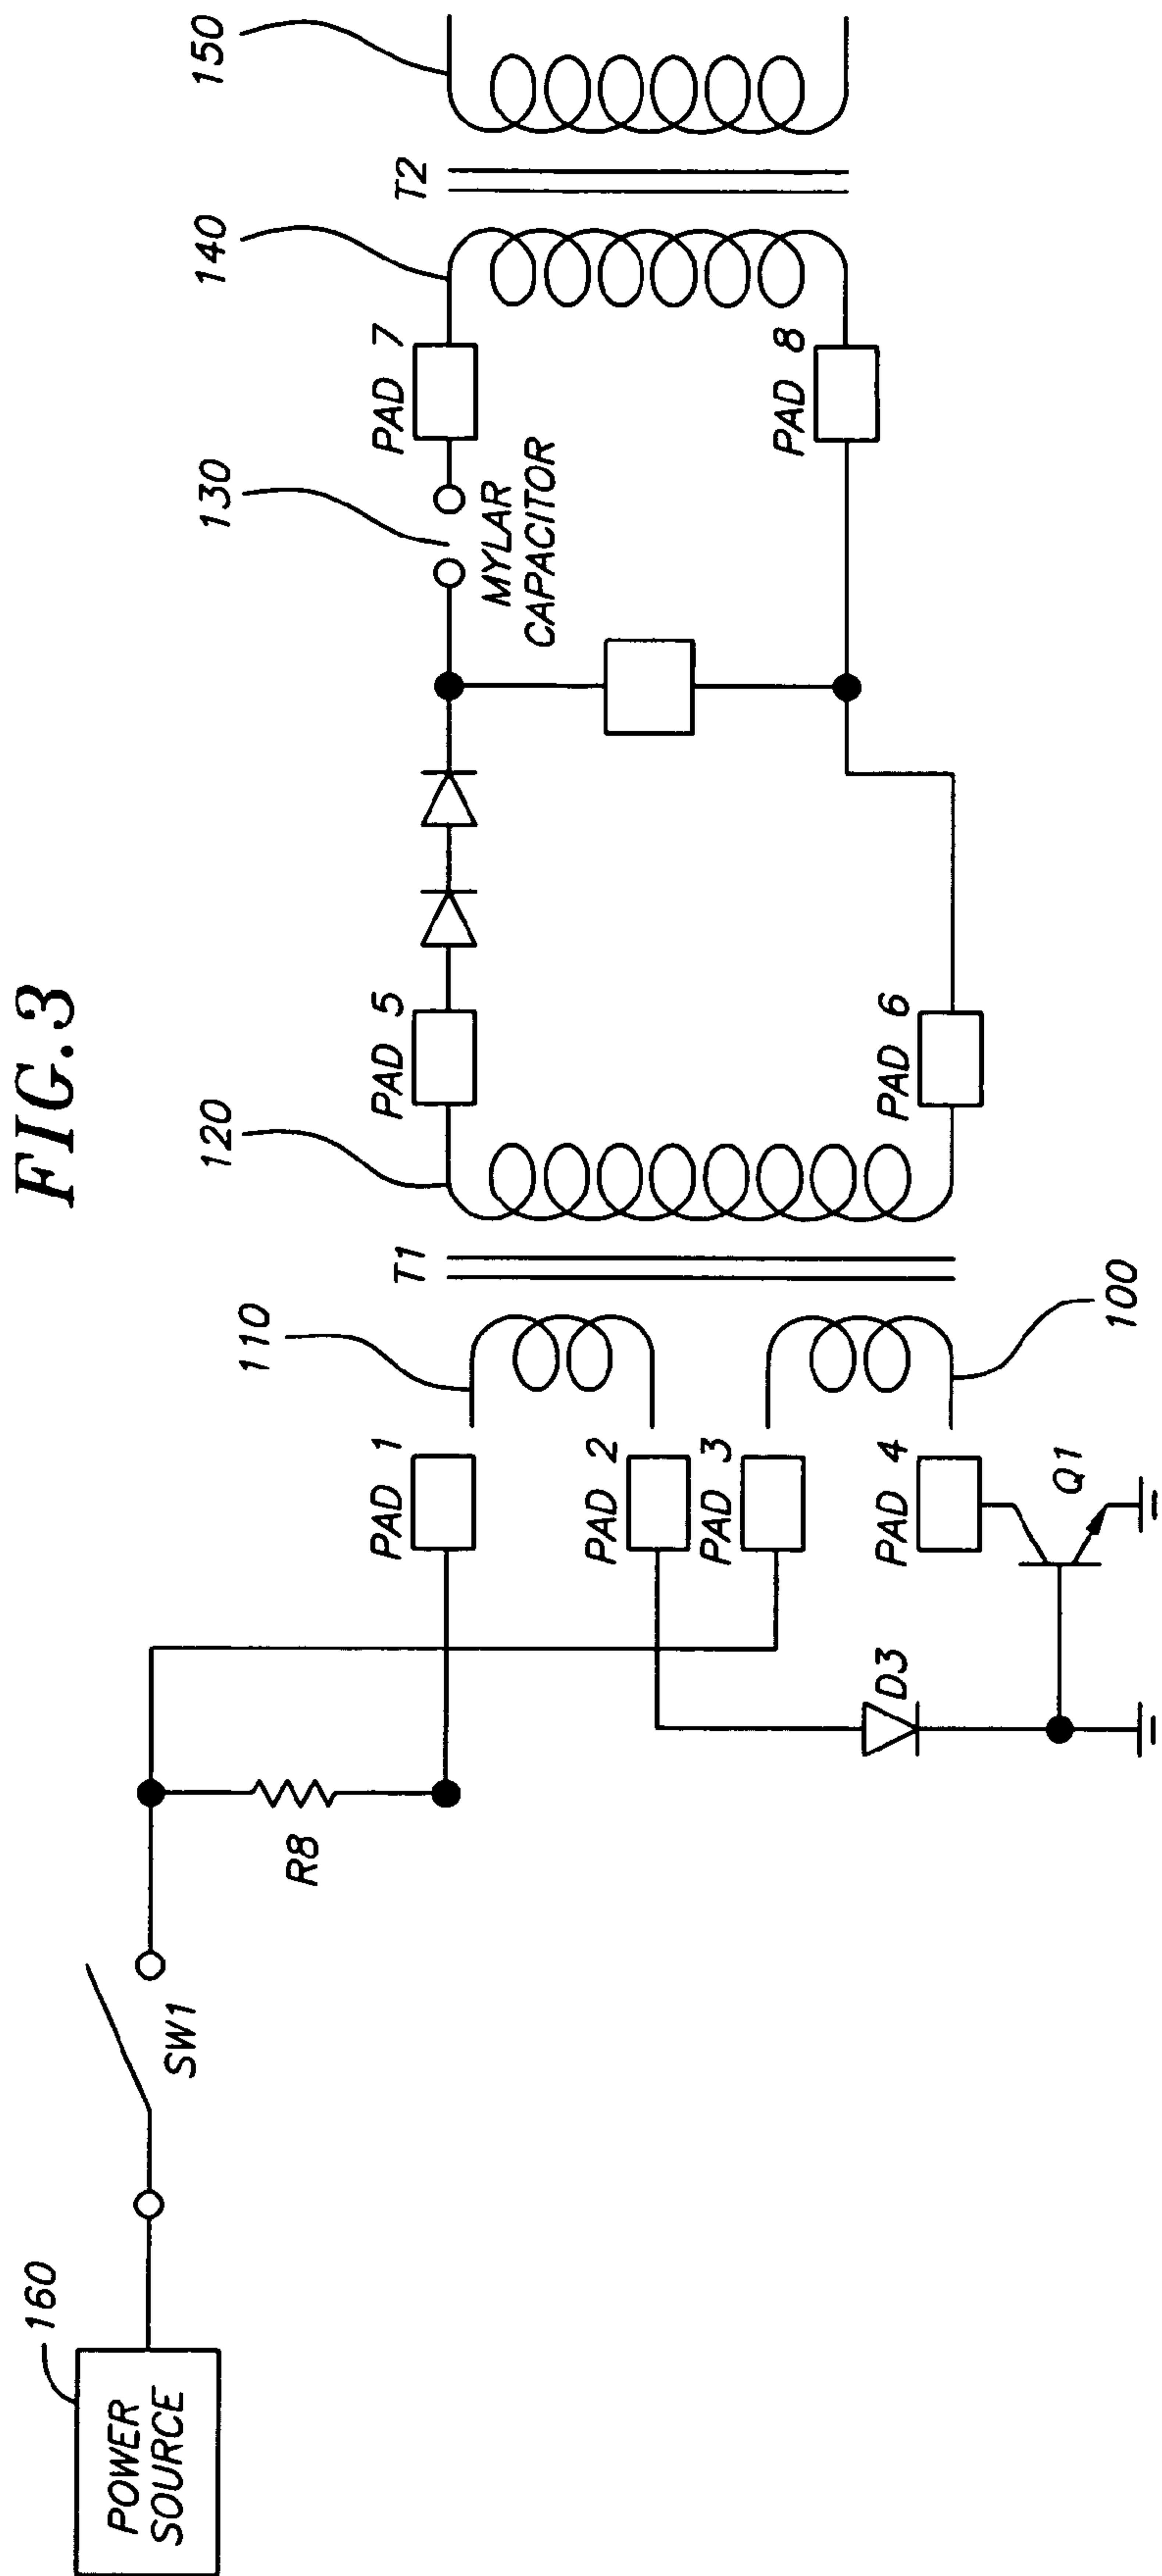 FIG. 3
160
POWER
SOURCE
SW1
R8
110
PAD 1
PAD 2
PAD 3
PAD 4
D3
Q1
100
T1
120
PAD 5
PAD 6
130
MYLAR
CAPACITOR
140
PAD 7
PAD 8
T2
150